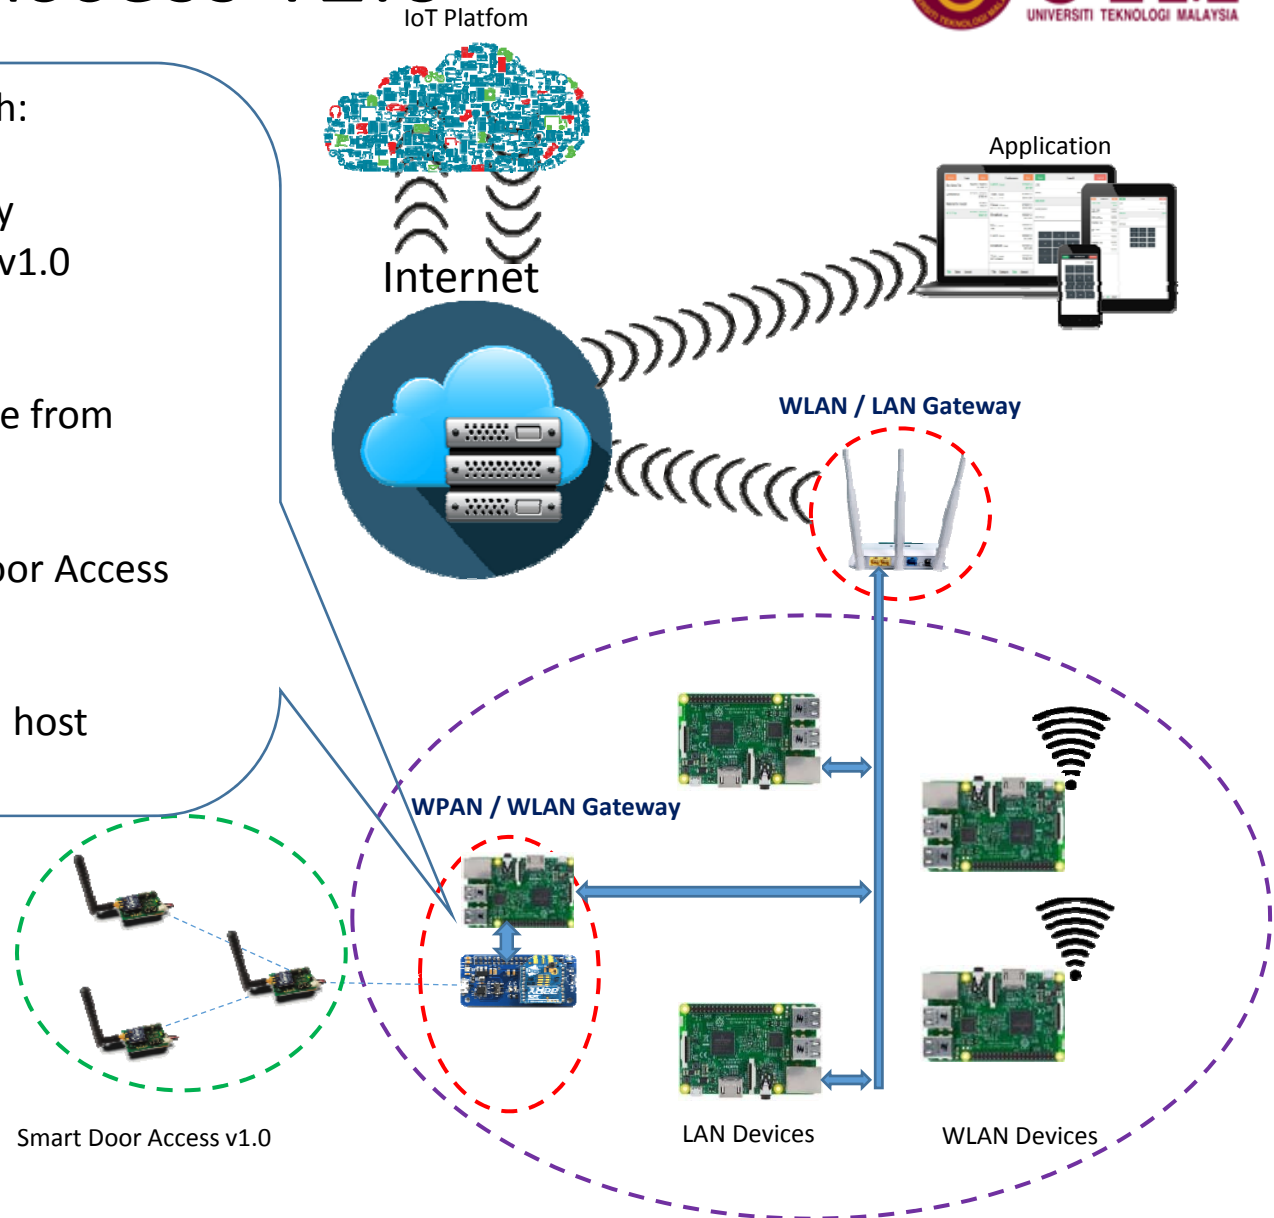 IoT Platfom
UNIVERSITI TEKNOLOGI MALAYSIA
h:
y
v1.0
e from
oor Access
host
Application
Internet
WLAN / LAN Gateway
WPAN / WLAN Gateway
Smart Door Access v1.0
LAN Devices
WLAN Devices